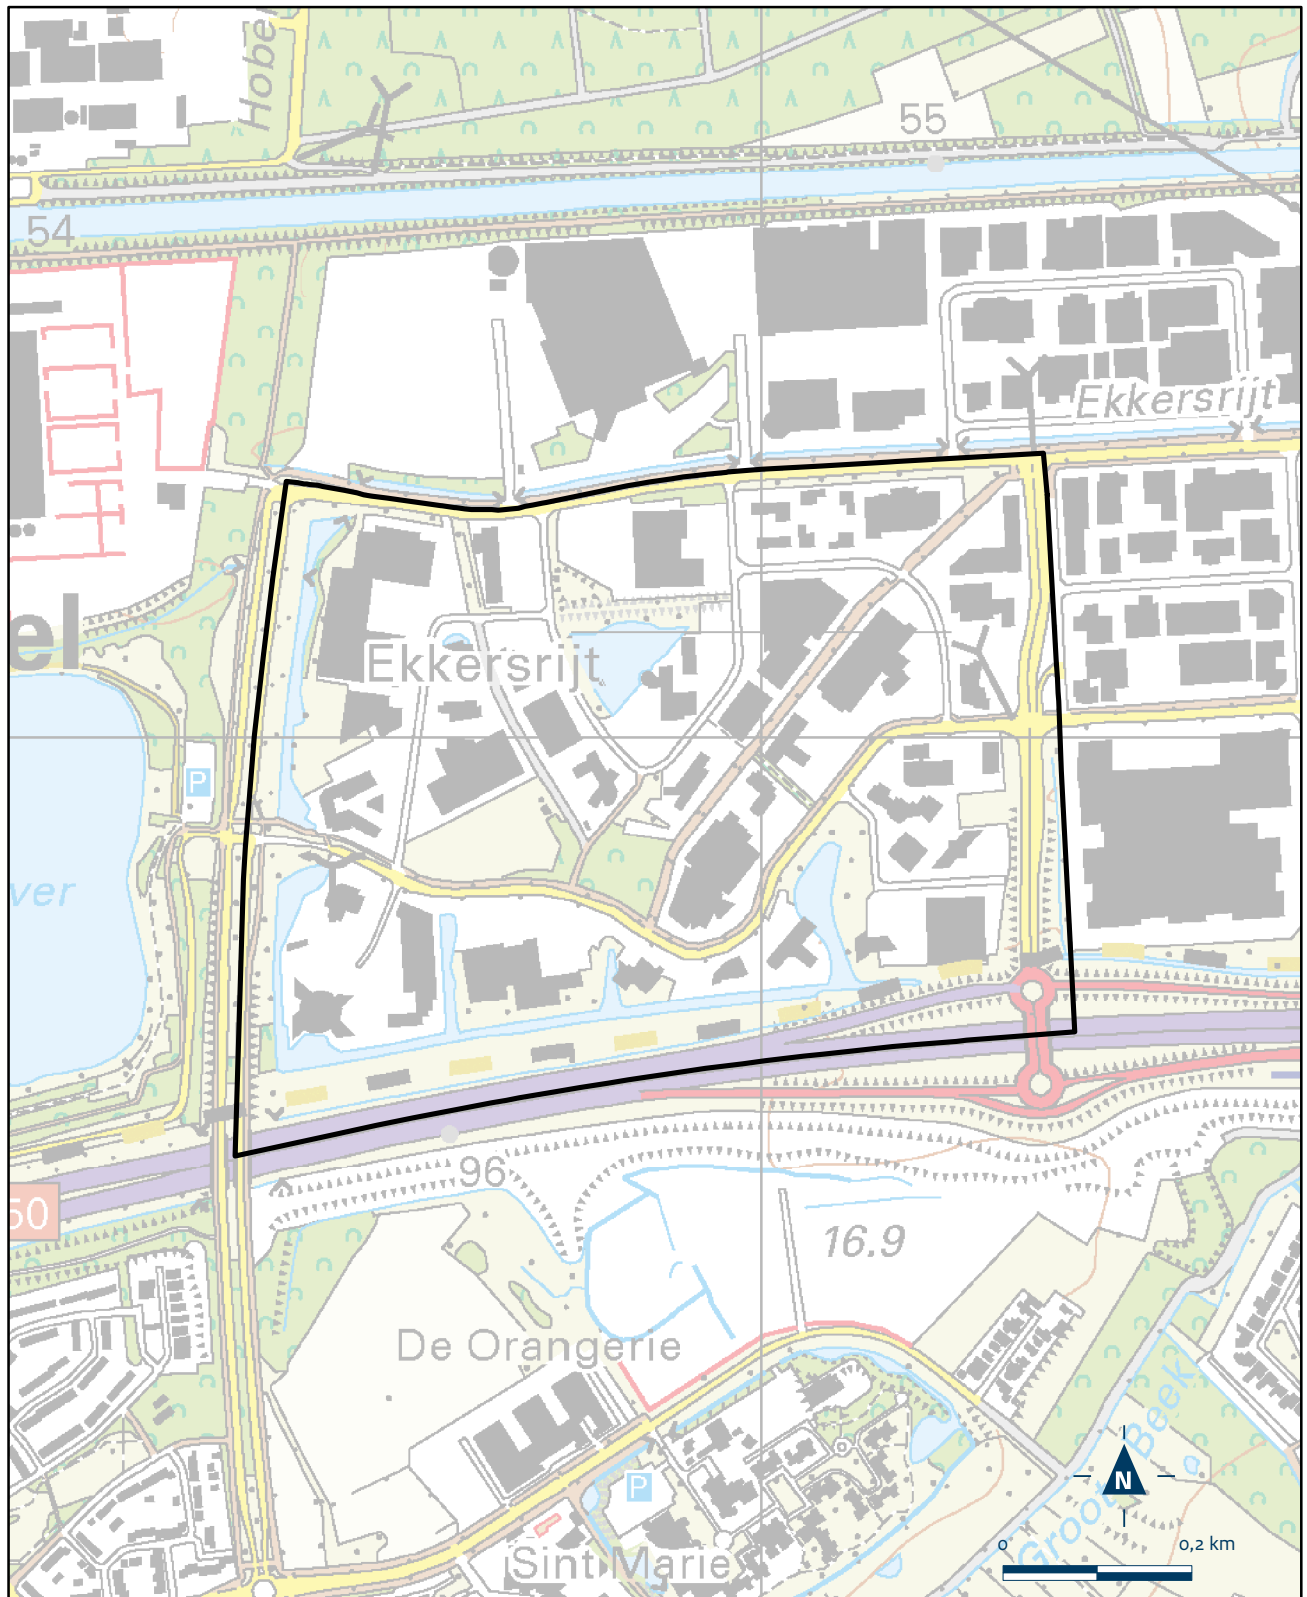 Hobe
55
54
Ekkersrijt
el
Ekkersrijt
P
ver
96
50
16.9
De Orangerie
Groote Beek
P
N
0 0,2 km
Sint Marie